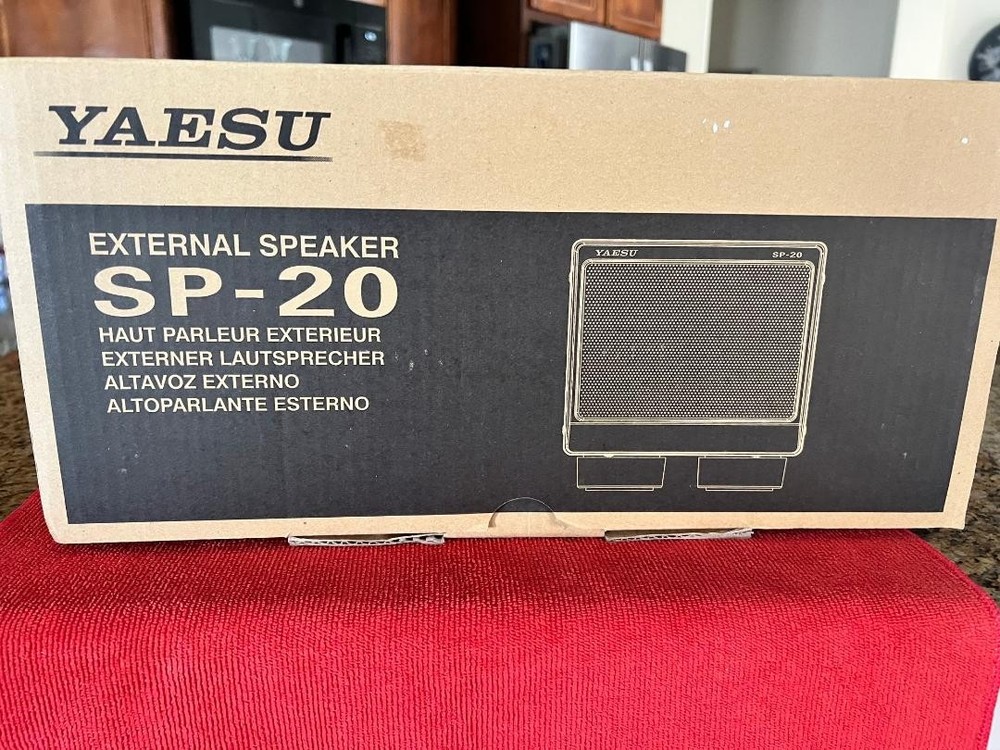 YAESU
EXTERNAL SPEAKER
SP-20
HAUT PARLEUR EXTERIEUR
EXTERNER LAUTSPRECHER
ALTAVOZ EXTERNO
ALTOPARLANTE ESTERNO
YAESU SP-20